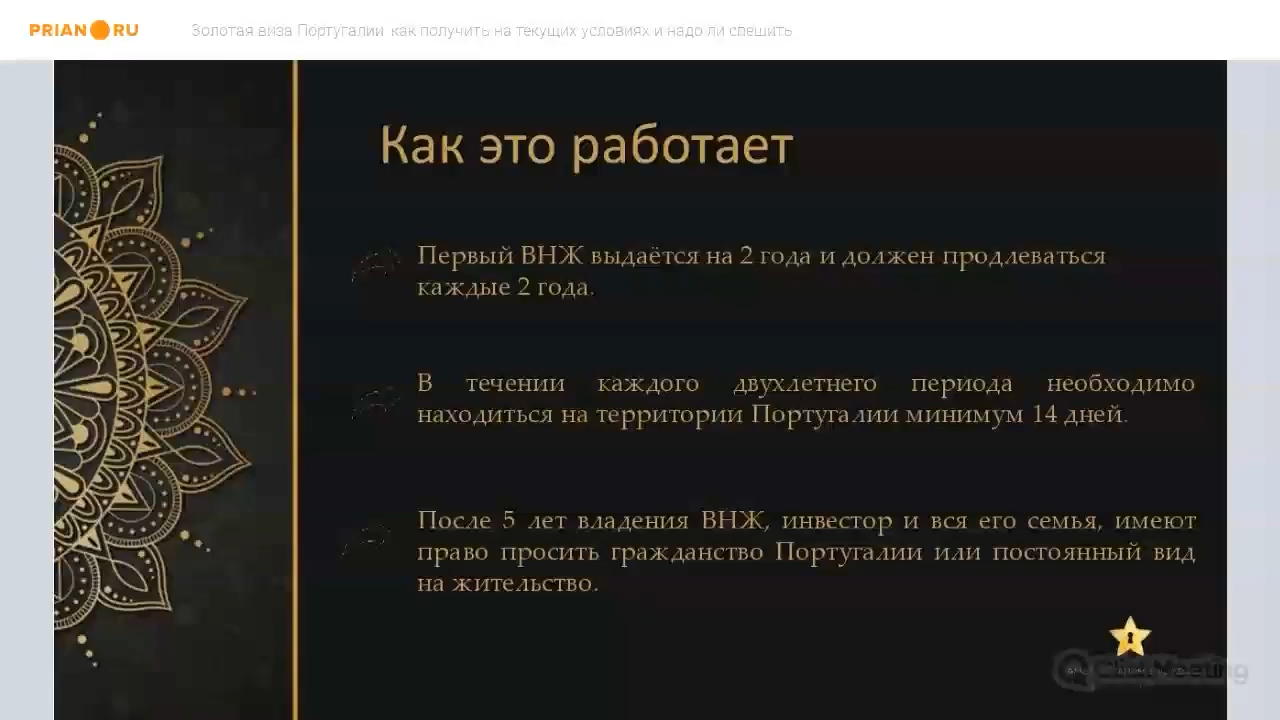 PRIAN RU
Золотая виза Португалии: как получить на текущих условиях и надо ли спешить
Как это работает
Первый ВНЖ выдаётся на 2 года и должен продлеваться
каждые 2 года.
В течении каждого двухлетнего периода необходимо
находиться на территории Португалии минимум 14 дней.
После 5 лет владения ВНЖ, инвестор и вся его семья, имеют
право просить гражданство Португалии или постоянный вид
на жительство.
ClickMeeting